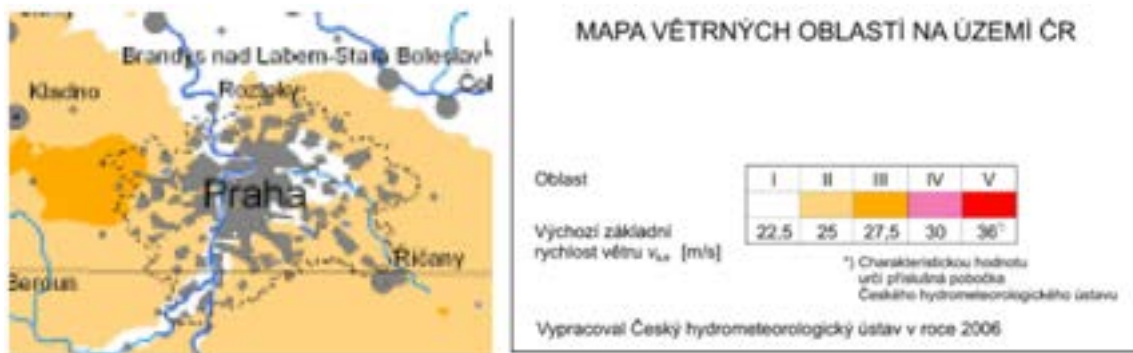 Brandýs nad Labem-Stará Boleslav
Kladno
Roztoky
Praha
Říčany
Beroun
MAPA VĚTRNÝCH OBLASTÍ NA ÚZEMÍ ČR
Oblast
I II III IV V
Výchozí základní
rychlost větru vb,0 [m/s]
22,5 25 27,5 30 36*)
*) Charakteristickou hodnotu
určí příslušná pobočka
Českého hydrometeorologického ústavu
Vypracoval Český hydrometeorologický ústav v roce 2006